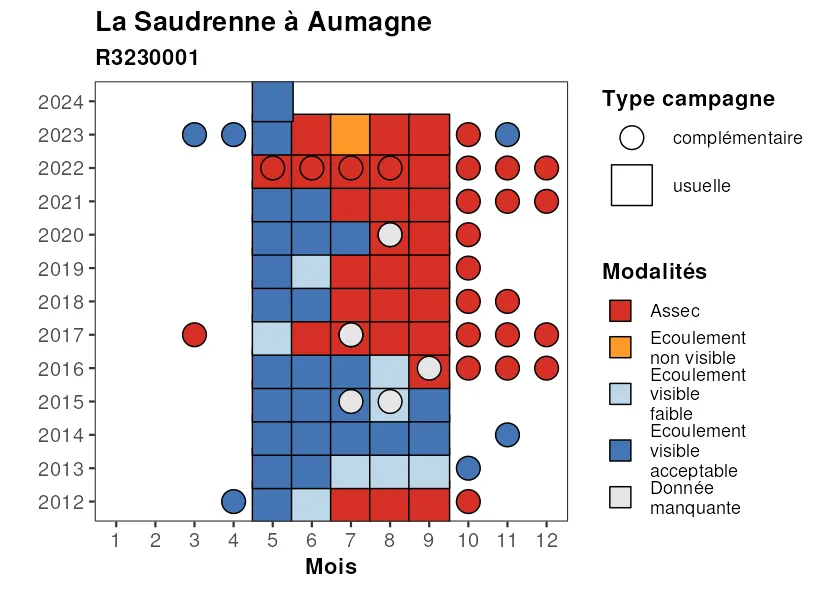 La Saudrenne à Aumagne
R3230001
2024
2023
2022
2021
2020
2019
2018
2017
2016
2015
2014
2013
2012
1 2 3 4 5 6 7 8 9 10 11 12
Mois
Type campagne
complémentaire
usuelle
Modalités
Assec
Ecoulement
non visible
Ecoulement
visible
faible
Ecoulement
visible
acceptable
Donnée
manquante